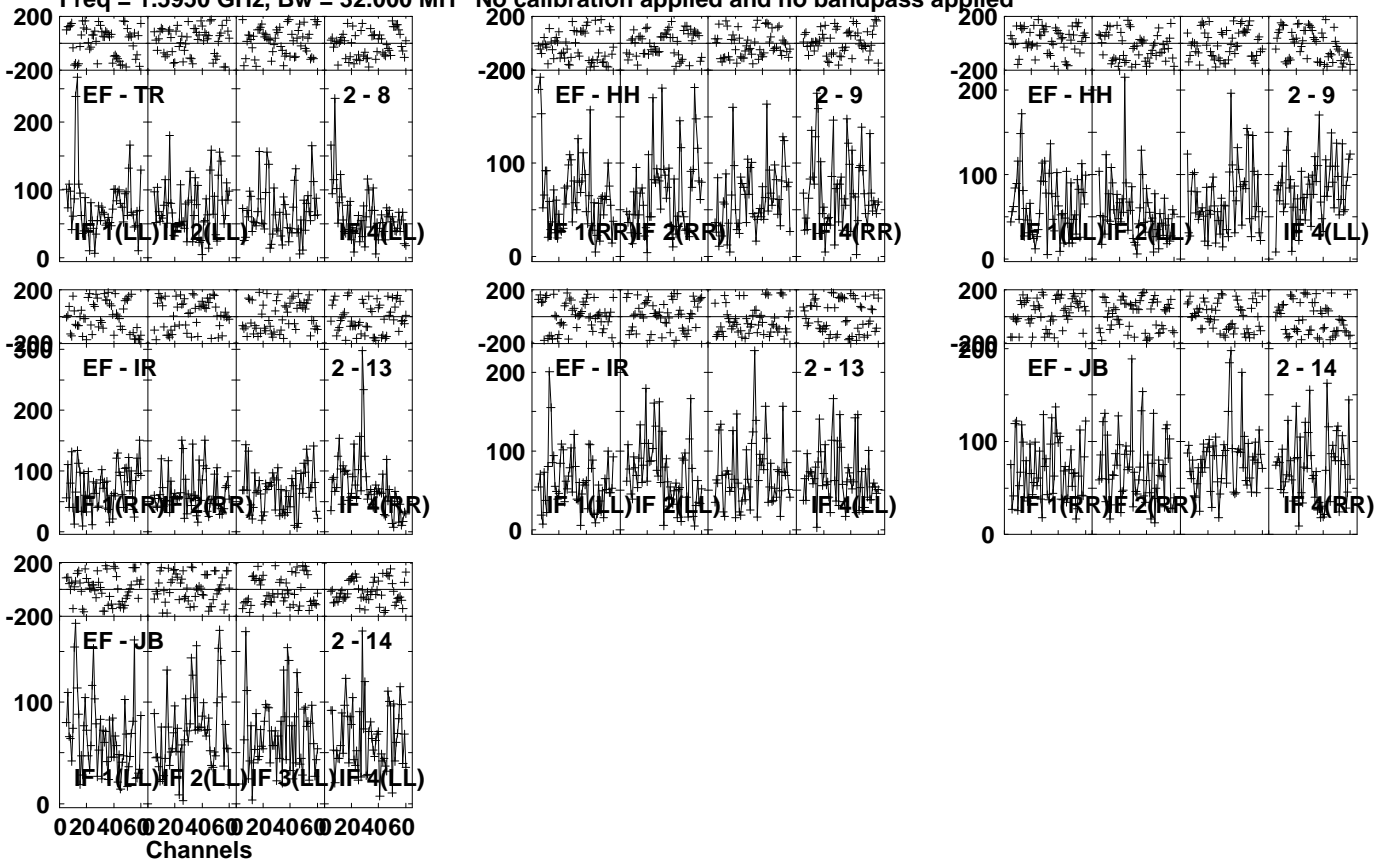 Freq = 1.5950 GHz, Bw = 32.000 MH No calibration applied and no bandpass applied
-200 -200 -200
EF - TR 2 - 8 EF - HH 2 - 9 EF - HH 2 - 9
200 200 200
100 100 100
IF 1(LL) IF 2(LL) IF 4(LL) IF 1(RR) IF 2(RR) IF 4(RR) IF 1(LL) IF 2(LL) IF 4(LL)
0 0 0
200 200 200
-200 -200 -200
300 200
EF - IR 2 - 13 EF - IR 2 - 13 EF - JB 2 - 14
200 200
100 100 100
IF 1(RR) IF 2(RR) IF 4(RR) IF 1(LL) IF 2(LL) IF 4(LL) IF 1(RR) IF 2(RR) IF 4(RR)
0 0 0
200
-200
EF - JB 2 - 14
100
IF 1(LL) IF 2(LL) IF 3(LL) IF 4(LL)
0
0 20 40 60 0 20 40 60 0 20 40 60 0 20 40 60
Channels